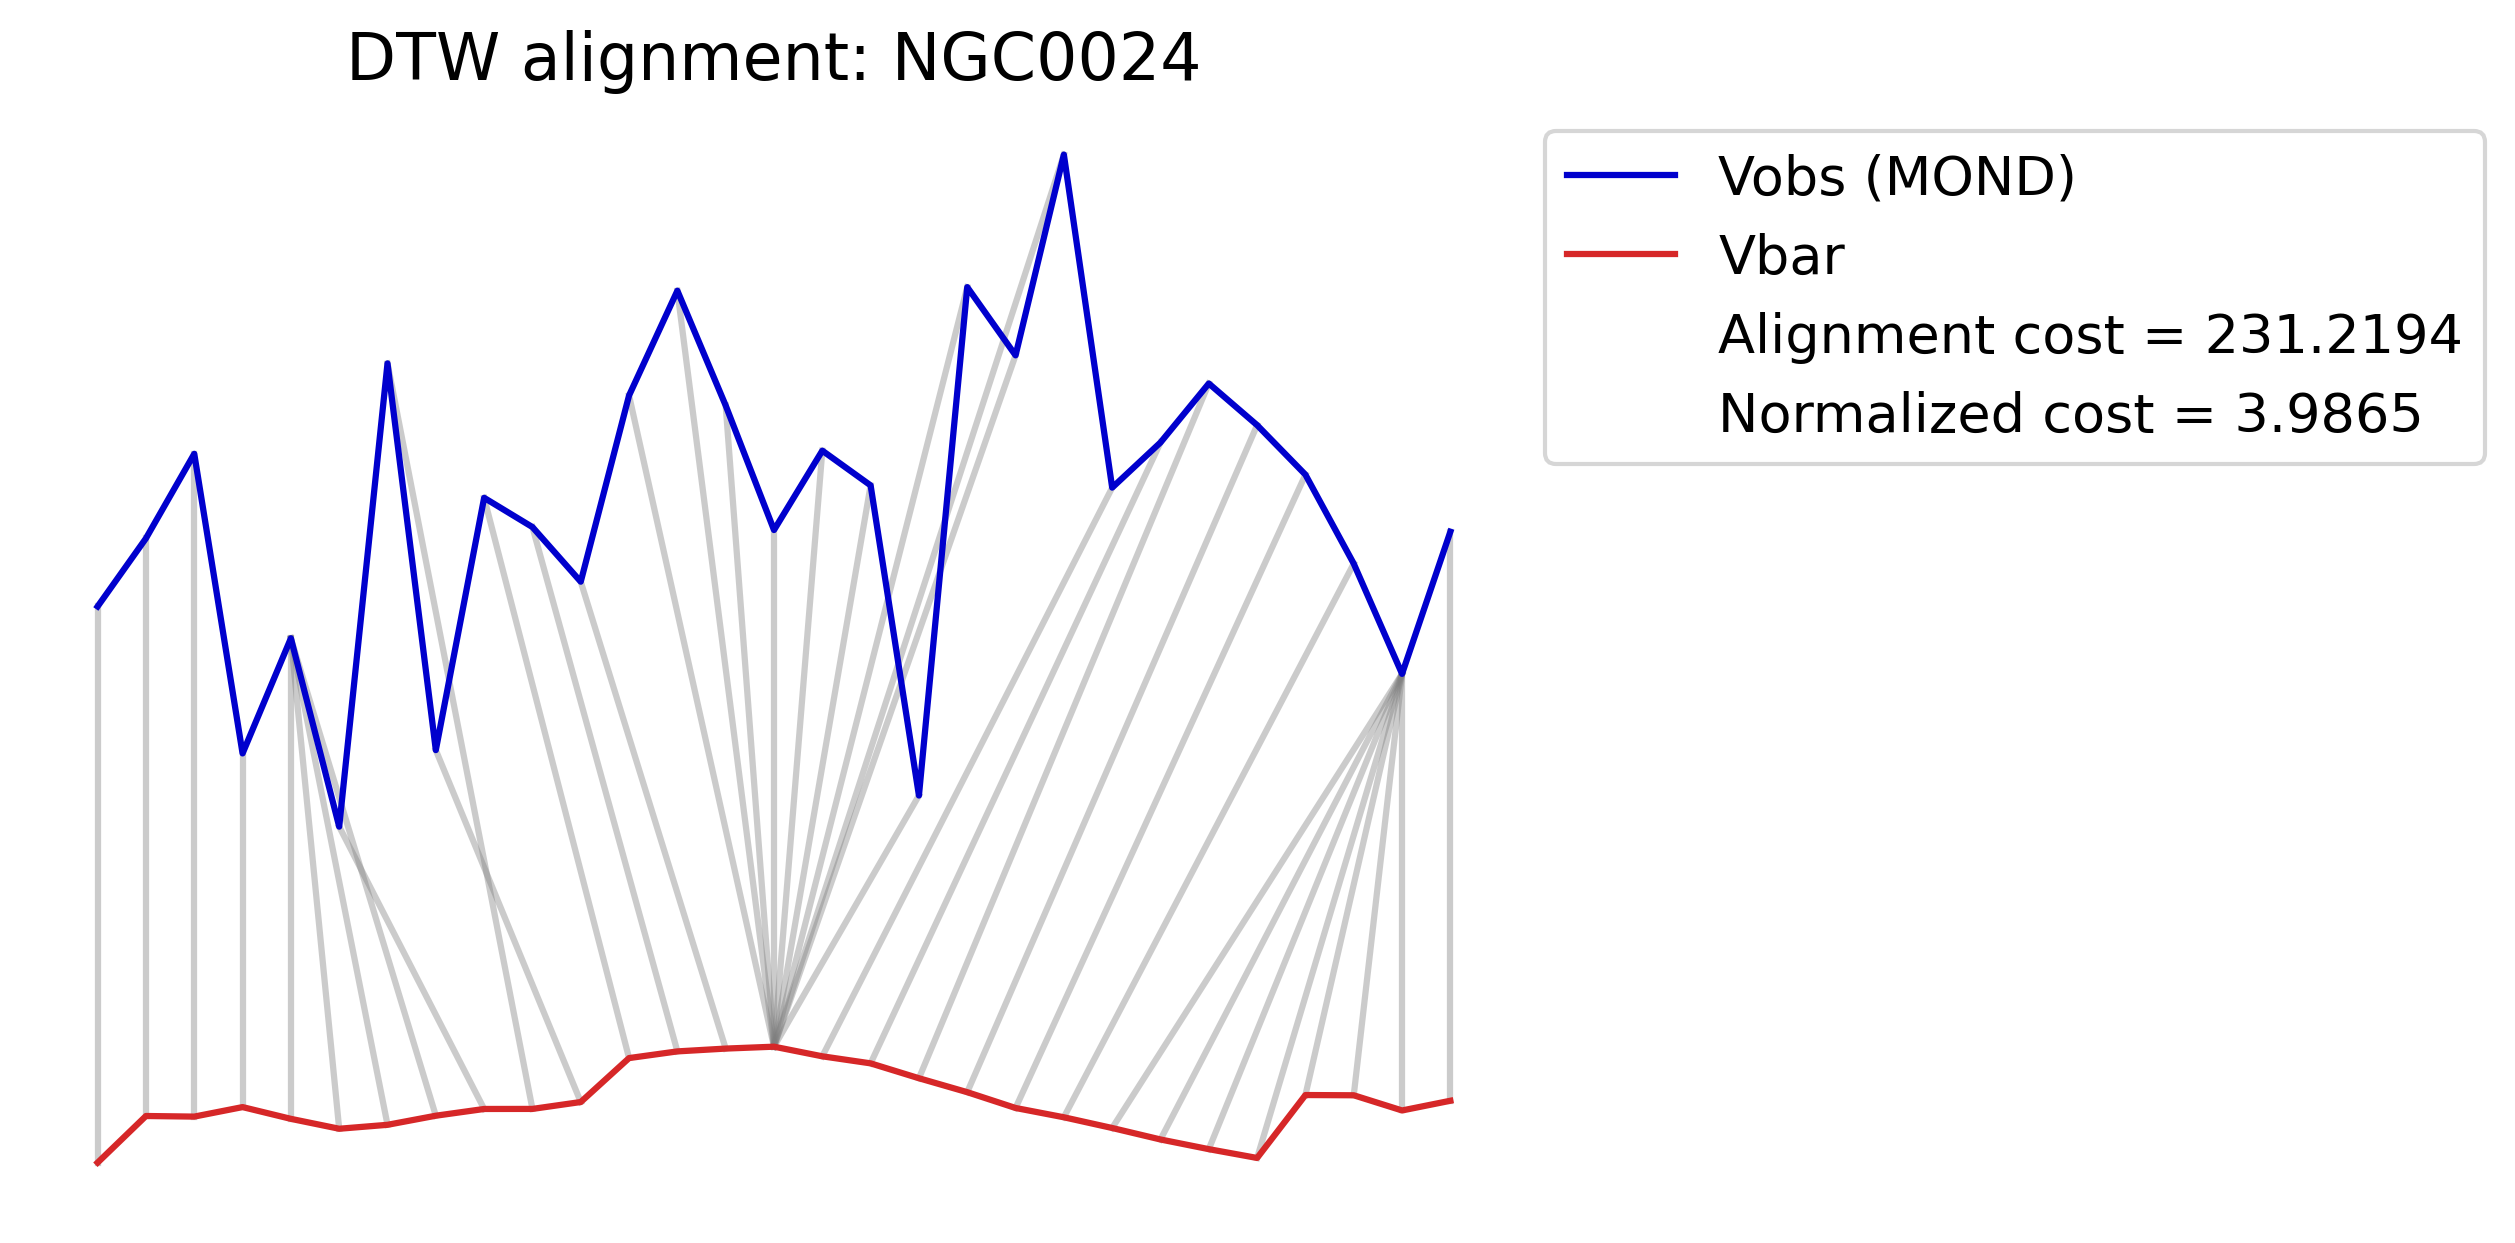 DTW alignment: NGC0024
Vobs (MOND)
Vbar
Alignment cost = 231.2194
Normalized cost = 3.9865